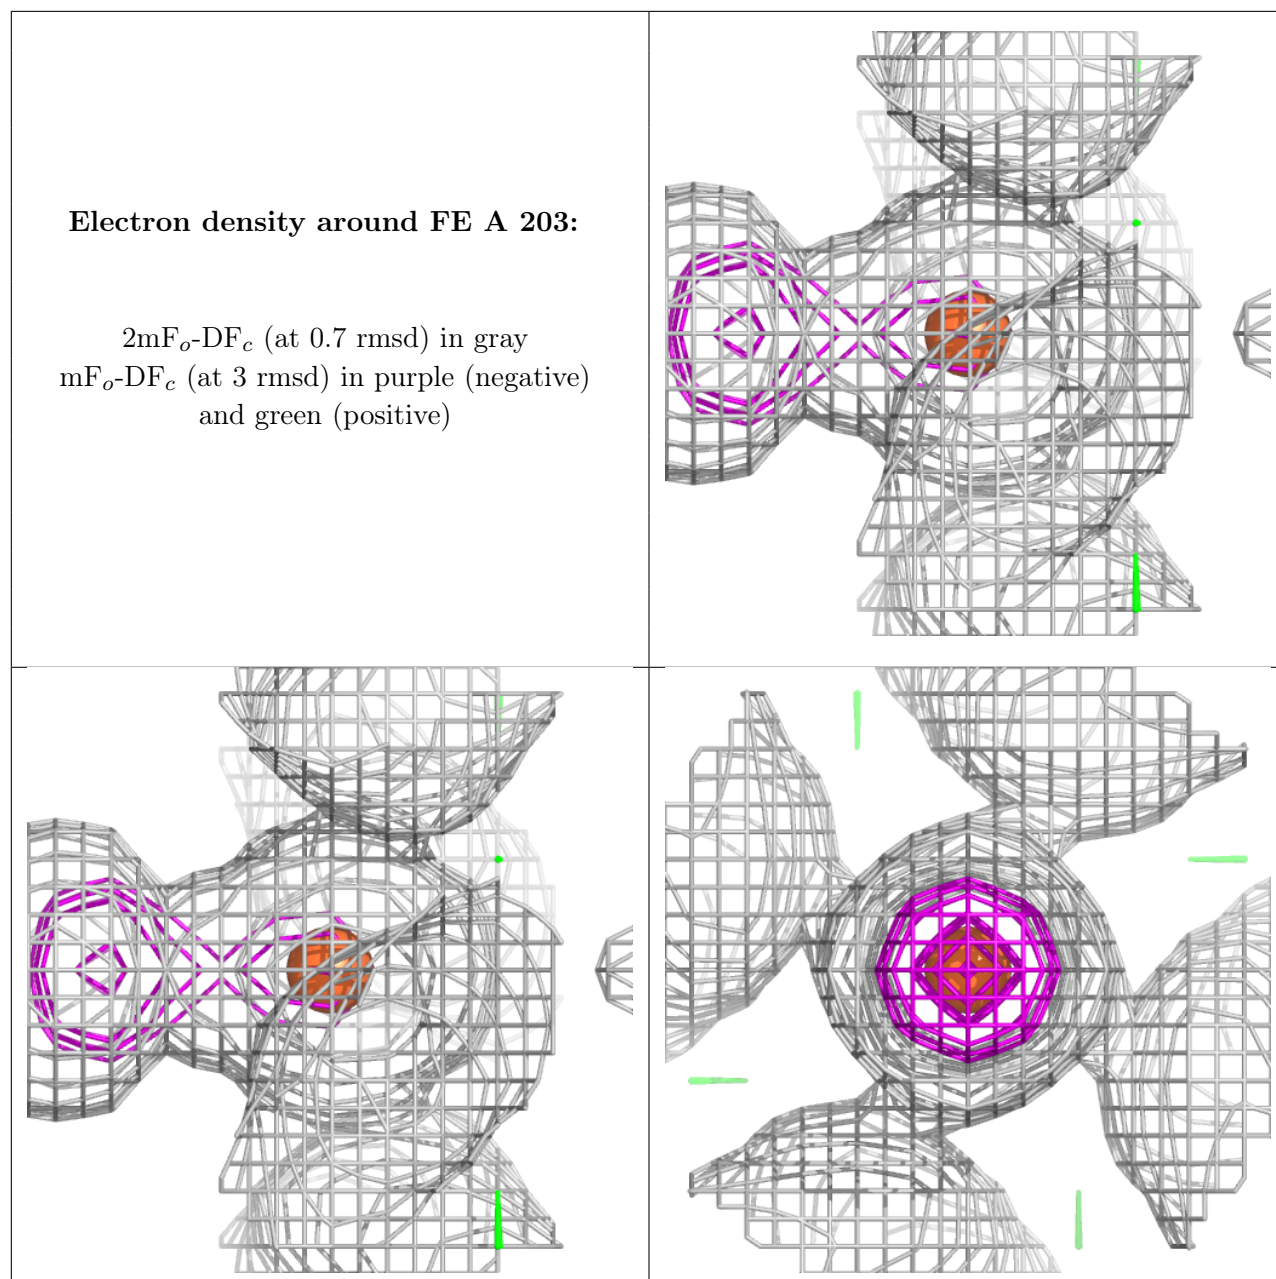 Electron density around FE A 203:
2mFo-DFc (at 0.7 rmsd) in gray
mFo-DFc (at 3 rmsd) in purple (negative)
and green (positive)